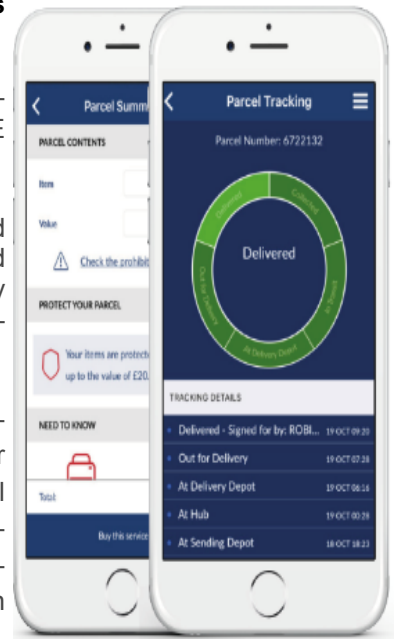 s
E
d
d
y
r
l
n
Parcel Summ
PARCEL CONTENTS
Item
Value
Check the prohibit
PROTECT YOUR PARCEL
Your items are protecte
up to the value of £20.
NEED TO KNOW
Total:
Buy this service
Parcel Tracking
Parcel Number: 6722132
Delivered
Collected
At Depot
At Delivery Depot
Out for Delivery
Delivered
TRACKING DETAILS
Delivered - Signed for by: ROBI... 19 OCT 09:20
Out for Delivery 19 OCT 07:28
At Delivery Depot 19 OCT 06:16
At Hub 19 OCT 00:28
At Sending Depot 18 OCT 18:23